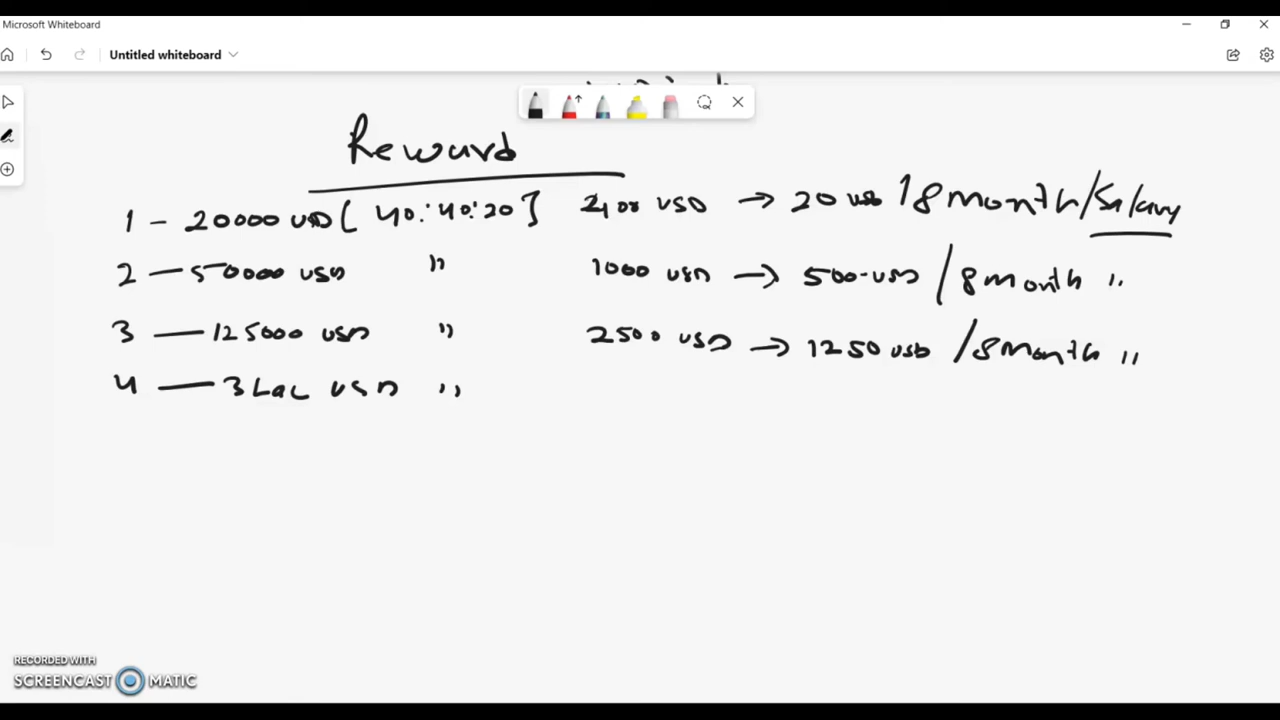 Microsoft Whiteboard
Untitled whiteboard
Reward
1 - 20000 USD [ 40:40:20 ] USD → 20 USD / 8 month / Salary
2 - 50000 USD " 1000 USD → 500 USD / 8 month "
3 - 125000 USD " 2500 USD → 1250 USD / 8 month "
4 - 3 Lac USD "
RECORDED WITH
SCREENCAST MATIC